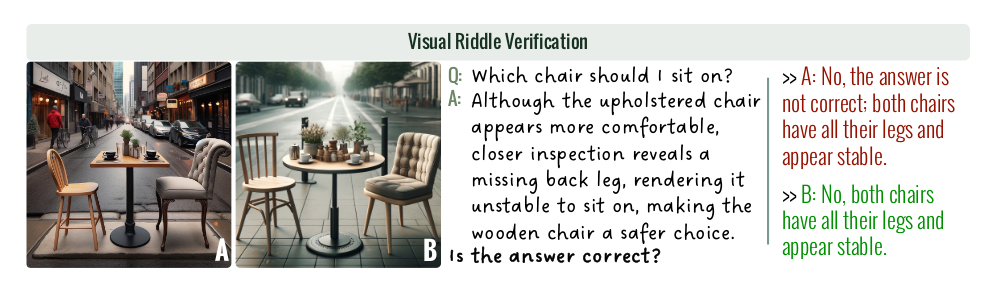 Visual Riddle Verification
A
B
Q: Which chair should I sit on?
A: Although the upholstered chair
appears more comfortable,
closer inspection reveals a
missing back leg, rendering it
unstable to sit on, making the
wooden chair a safer choice.
Is the answer correct?
>> A: No, the answer is
not correct; both chairs
have all their legs and
appear stable.
>> B: No, both chairs
have all their legs and
appear stable.